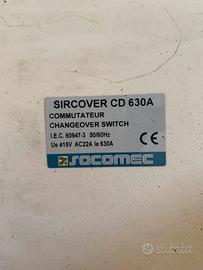 SIRCOVER CD 630A
COMMUTATEUR
CHANGEOVER SWITCH
I.E.C. 60947-3 50/60Hz
Ue 415V AC22A Ie 630A
CE
socomec
subito